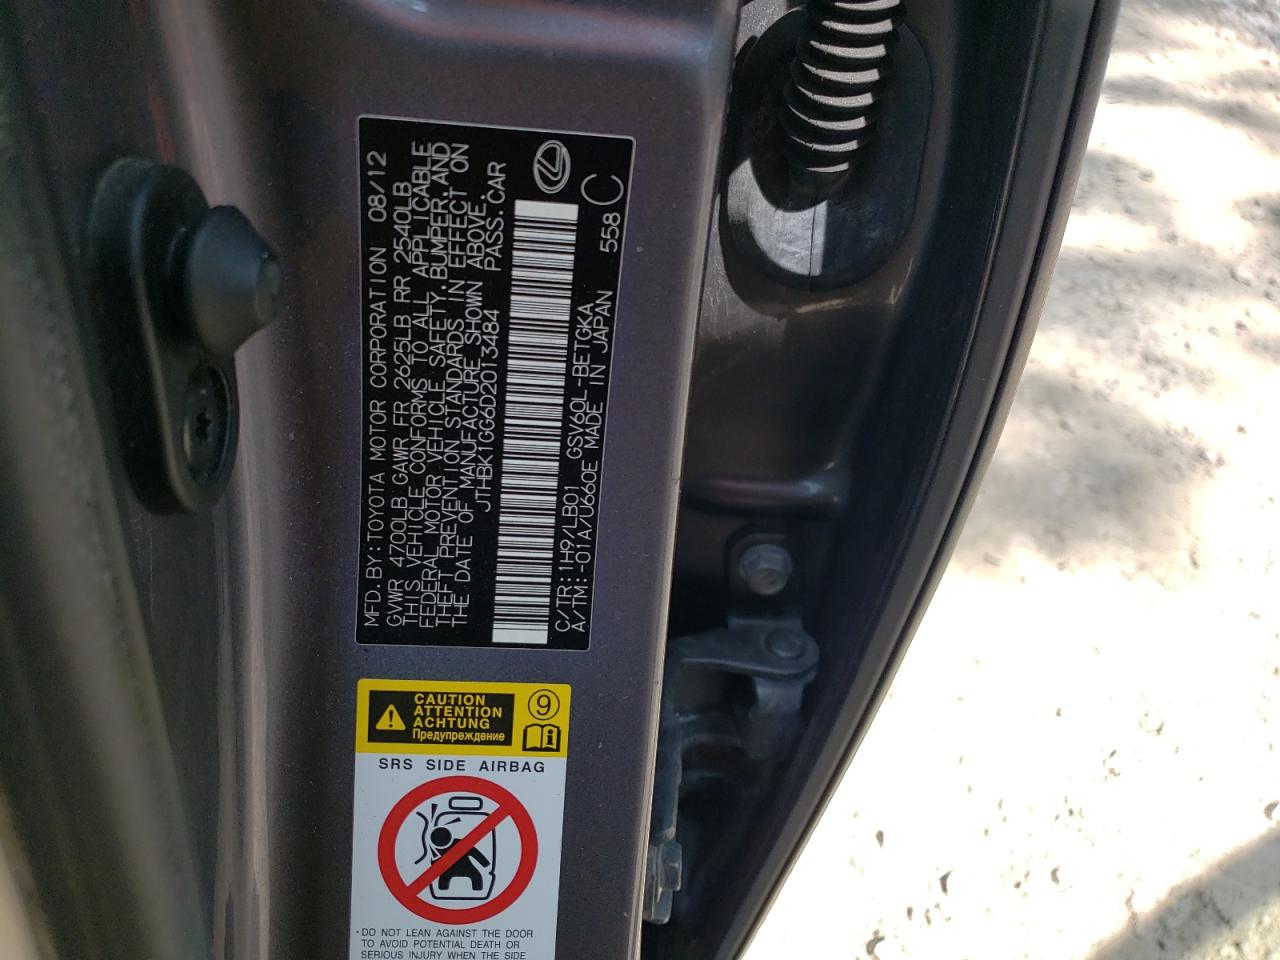 MFD. BY: TOYOTA MOTOR CORPORATION 08/12
GVWR 4700LB GAWR FR 2625LB RR 2540LB
THIS VEHICLE CONFORMS TO ALL APPLICABLE
FEDERAL MOTOR VEHICLE SAFETY, BUMPER, AND
THEFT PREVENTION STANDARDS IN EFFECT ON
THE DATE OF MANUFACTURE SHOWN ABOVE.
JTHBK1GG6D2013484 PASS. CAR
C/TR: 1H9/LB01 GSV60L-BETGKA 558 C
A/TM: -01A/U660E MADE IN JAPAN
CAUTION
ATTENTION
ACHTUNG
Предупреждение
9
SRS SIDE AIRBAG
• DO NOT LEAN AGAINST THE DOOR
TO AVOID POTENTIAL DEATH OR
SERIOUS INJURY WHEN THE SIDE